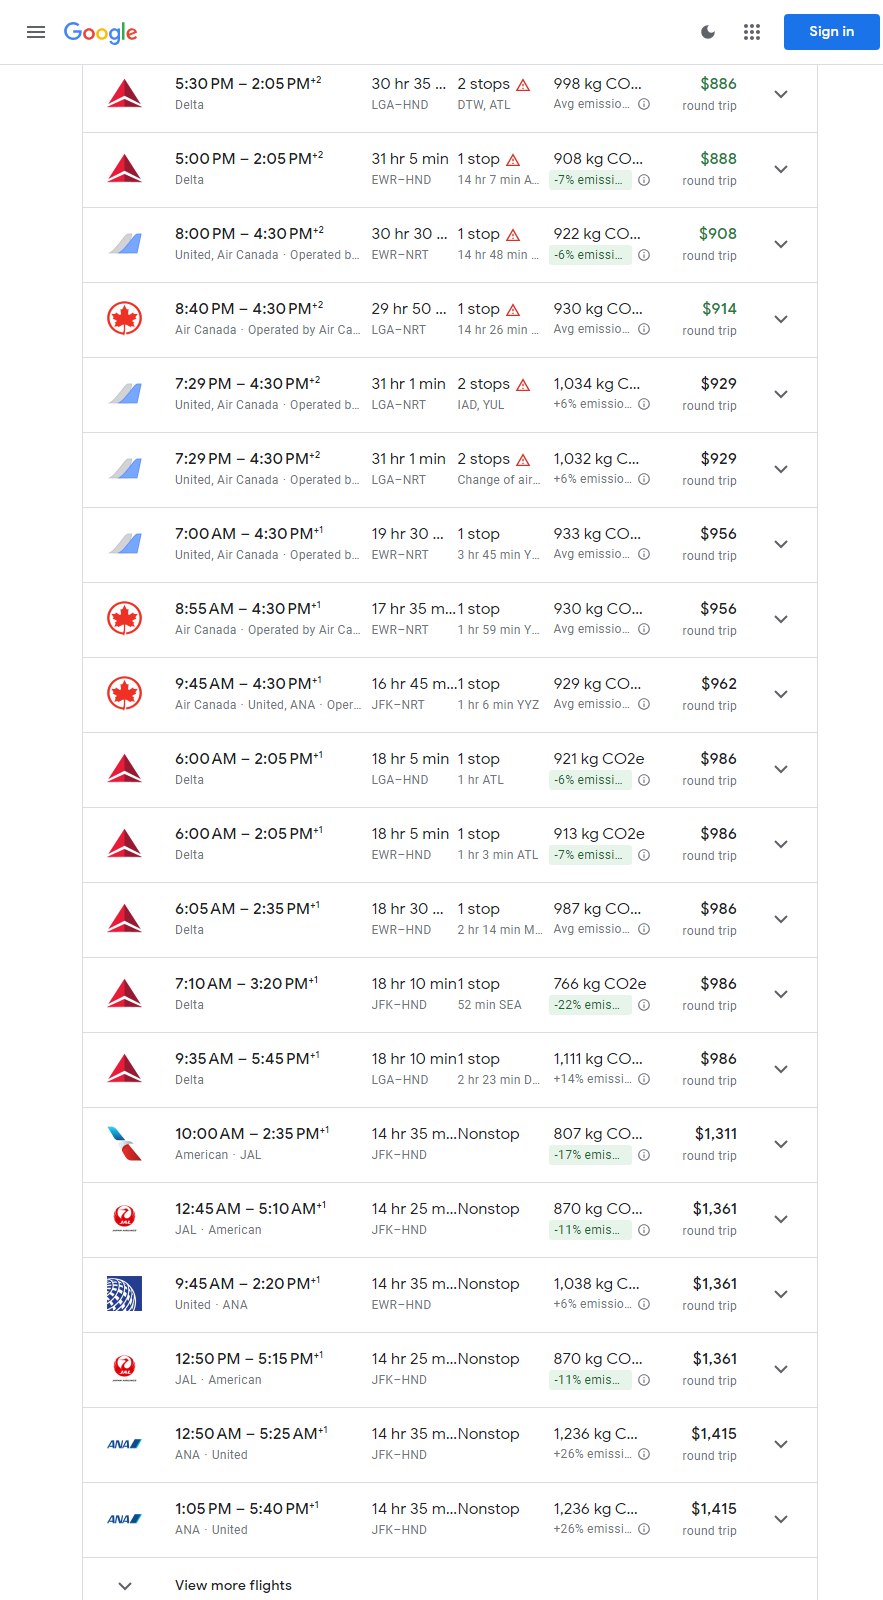 Google
Sign in
5:30 PM – 2:05 PM+2
30 hr 35 ...
2 stops
998 kg CO...
$886
Delta
LGA–HND
DTW, ATL
Avg emissio...
round trip
5:00 PM – 2:05 PM+2
31 hr 5 min
1 stop
908 kg CO...
$888
Delta
EWR–HND
14 hr 7 min A...
-7% emissi...
round trip
8:00 PM – 4:30 PM+2
30 hr 30 ...
1 stop
922 kg CO...
$908
United, Air Canada · Operated b...
EWR–NRT
14 hr 48 min ...
-6% emissi...
round trip
8:40 PM – 4:30 PM+2
29 hr 50 ...
1 stop
930 kg CO...
$914
Air Canada · Operated by Air Ca...
LGA–NRT
14 hr 26 min ...
Avg emissio...
round trip
7:29 PM – 4:30 PM+2
31 hr 1 min
2 stops
1,034 kg C...
$929
United, Air Canada · Operated b...
LGA–NRT
IAD, YUL
+6% emissio...
round trip
7:29 PM – 4:30 PM+2
31 hr 1 min
2 stops
1,032 kg C...
$929
United, Air Canada · Operated b...
LGA–NRT
Change of air...
+6% emissio...
round trip
7:00 AM – 4:30 PM+1
19 hr 30 ...
1 stop
933 kg CO...
$956
United, Air Canada · Operated b...
EWR–NRT
3 hr 45 min Y...
Avg emissio...
round trip
8:55 AM – 4:30 PM+1
17 hr 35 m...
1 stop
930 kg CO...
$956
Air Canada · Operated by Air Ca...
EWR–NRT
1 hr 59 min Y...
Avg emissio...
round trip
9:45 AM – 4:30 PM+1
16 hr 45 m...
1 stop
929 kg CO...
$962
Air Canada · United, ANA · Oper...
JFK–NRT
1 hr 6 min YYZ
Avg emissio...
round trip
6:00 AM – 2:05 PM+1
18 hr 5 min
1 stop
921 kg CO2e
$986
Delta
LGA–HND
1 hr ATL
-6% emissi...
round trip
6:00 AM – 2:05 PM+1
18 hr 5 min
1 stop
913 kg CO2e
$986
Delta
EWR–HND
1 hr 3 min ATL
-7% emissi...
round trip
6:05 AM – 2:35 PM+1
18 hr 30 ...
1 stop
987 kg CO...
$986
Delta
EWR–HND
2 hr 14 min M...
Avg emissio...
round trip
7:10 AM – 3:20 PM+1
18 hr 10 min
1 stop
766 kg CO2e
$986
Delta
JFK–HND
52 min SEA
-22% emis...
round trip
9:35 AM – 5:45 PM+1
18 hr 10 min
1 stop
1,111 kg CO...
$986
Delta
LGA–HND
2 hr 23 min D...
+14% emissi...
round trip
10:00 AM – 2:35 PM+1
14 hr 35 m...
Nonstop
807 kg CO...
$1,311
American · JAL
JFK–HND
-17% emis...
round trip
12:45 AM – 5:10 AM+1
14 hr 25 m...
Nonstop
870 kg CO...
$1,361
JAL
JAL · American
JFK–HND
-11% emis...
round trip
9:45 AM – 2:20 PM+1
14 hr 35 m...
Nonstop
1,038 kg C...
$1,361
United · ANA
EWR–HND
+6% emissio...
round trip
12:50 PM – 5:15 PM+1
14 hr 25 m...
Nonstop
870 kg CO...
$1,361
JAL
JAL · American
JFK–HND
-11% emis...
round trip
12:50 AM – 5:25 AM+1
14 hr 35 m...
Nonstop
1,236 kg C...
$1,415
ANA
ANA · United
JFK–HND
+26% emissi...
round trip
1:05 PM – 5:40 PM+1
14 hr 35 m...
Nonstop
1,236 kg C...
$1,415
ANA
ANA · United
JFK–HND
+26% emissi...
round trip
View more flights